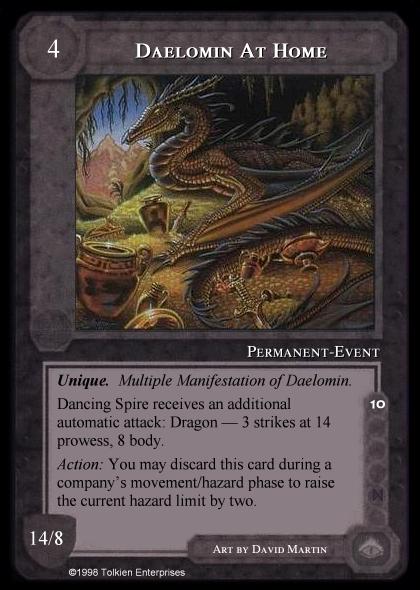 4
DAELOMIN AT HOME
PERMANENT-EVENT
Unique. Multiple Manifestation of Daelomin.
Dancing Spire receives an additional
automatic attack: Dragon — 3 strikes at 14
prowess, 8 body.
10
Action: You may discard this card during a
company's movement/hazard phase to raise
the current hazard limit by two.
N
14/8
ART BY DAVID MARTIN
©1998 Tolkien Enterprises